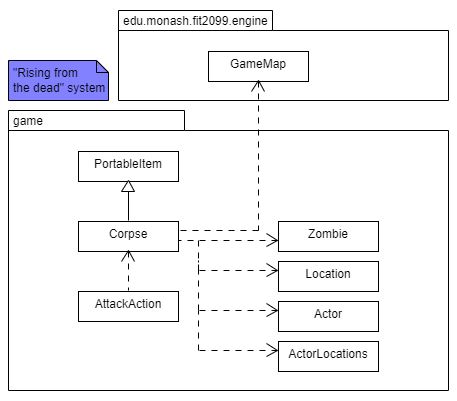 edu.monash.fit2099.engine
GameMap
"Rising from
the dead" system
game
PortableItem
Corpse
Zombie
Location
AttackAction
Actor
ActorLocations